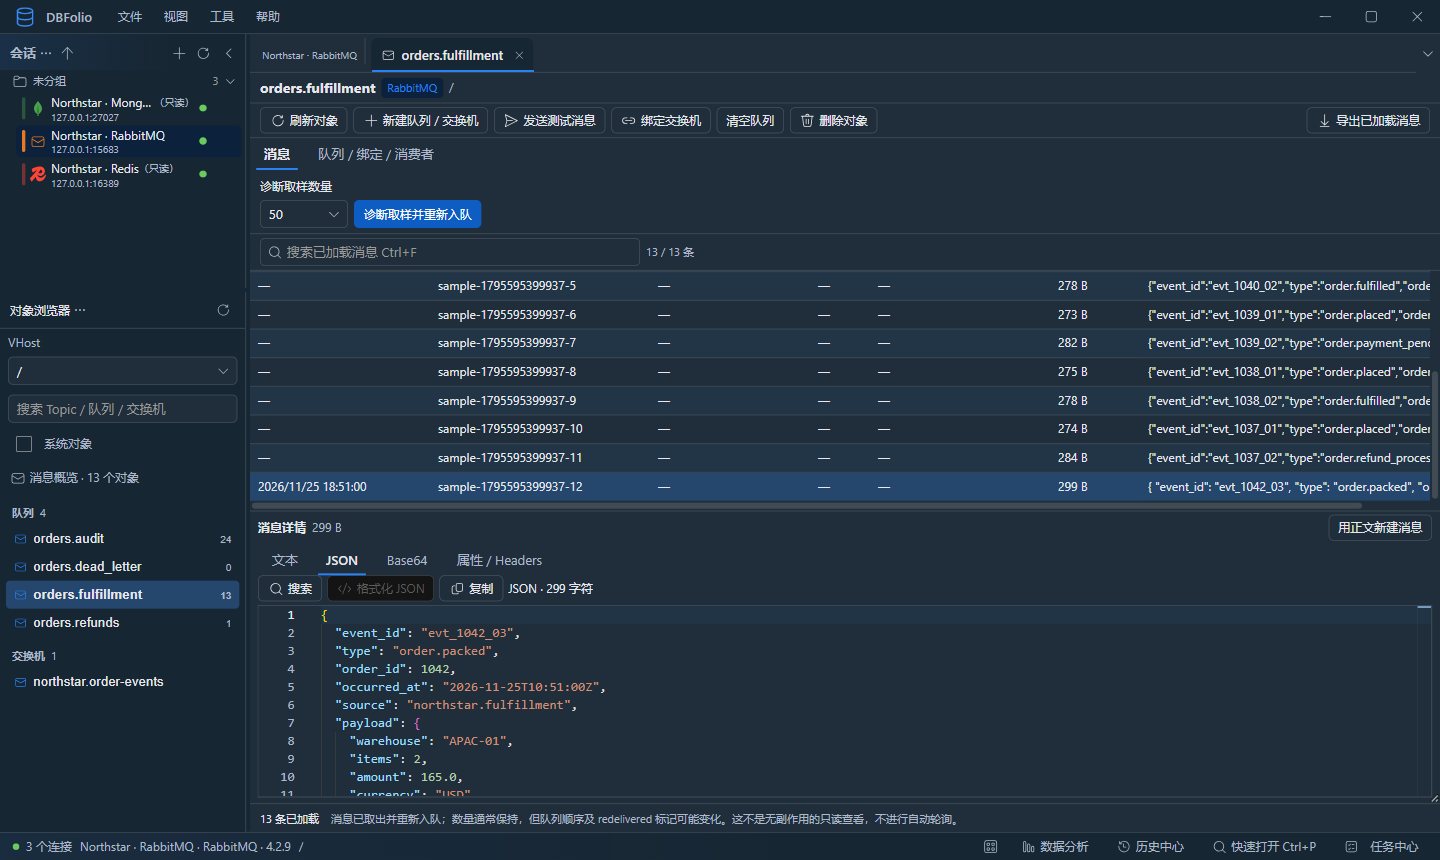 DBFolio 文件 视图 工具 帮助
会话 ···
未分组 3
Northstar · Mong... （只读）
127.0.0.1:27027
Northstar · RabbitMQ
127.0.0.1:15683
Northstar · Redis （只读）
127.0.0.1:16389
对象浏览器 ···
VHost
/
搜索 Topic / 队列 / 交换机
系统对象
消息概览 · 13 个对象
队列 4
orders.audit 24
orders.dead_letter 0
orders.fulfillment 13
orders.refunds 1
交换机 1
northstar.order-events
Northstar · RabbitMQ orders.fulfillment
orders.fulfillment RabbitMQ /
刷新对象 新建队列 / 交换机 发送测试消息 绑定交换机 清空队列 删除对象 导出已加载消息
消息 队列 / 绑定 / 消费者
诊断取样数量
50 诊断取样并重新入队
搜索已加载消息 Ctrl+F 13 / 13 条
— sample-1795595399937-5 — — — 278 B {"event_id":"evt_1040_02","type":"order.fulfilled","orde
— sample-1795595399937-6 — — — 273 B {"event_id":"evt_1039_01","type":"order.placed","order
— sample-1795595399937-7 — — — 282 B {"event_id":"evt_1039_02","type":"order.payment_pend
— sample-1795595399937-8 — — — 275 B {"event_id":"evt_1038_01","type":"order.placed","order
— sample-1795595399937-9 — — — 278 B {"event_id":"evt_1038_02","type":"order.fulfilled","orde
— sample-1795595399937-10 — — — 274 B {"event_id":"evt_1037_01","type":"order.placed","order
— sample-1795595399937-11 — — — 284 B {"event_id":"evt_1037_02","type":"order.refund_proces
2026/11/25 18:51:00 sample-1795595399937-12 — — — 299 B { "event_id": "evt_1042_03", "type": "order.packed", "o
消息详情 299 B 用正文新建消息
文本 JSON Base64 属性 / Headers
搜索 </> 格式化 JSON 复制 JSON · 299 字符
1 {
2 "event_id": "evt_1042_03",
3 "type": "order.packed",
4 "order_id": 1042,
5 "occurred_at": "2026-11-25T10:51:00Z",
6 "source": "northstar.fulfillment",
7 "payload": {
8 "warehouse": "APAC-01",
9 "items": 2,
10 "amount": 165.0,
11 "currency": "USD"
13 条已加载 消息已取出并重新入队；数量通常保持，但队列顺序及 redelivered 标记可能变化。这不是无副作用的只读查看，不进行自动轮询。
3 个连接 Northstar · RabbitMQ · RabbitMQ · 4.2.9 / 数据分析 历史中心 快速打开 Ctrl+P 任务中心